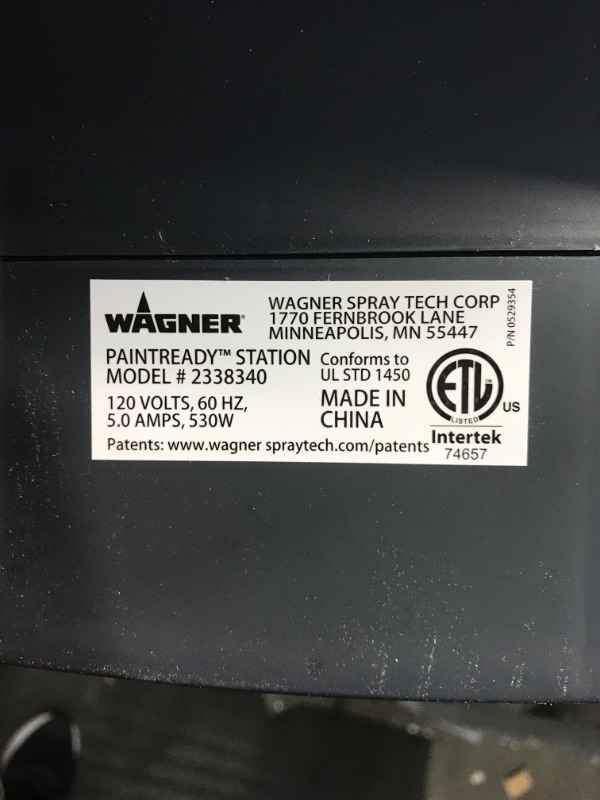 WAGNER
WAGNER SPRAY TECH CORP
1770 FERNBROOK LANE
MINNEAPOLIS, MN 55447
P/N 0529354
PAINTREADY™ STATION
MODEL # 2338340
120 VOLTS, 60 HZ,
5.0 AMPS, 530W
Conforms to
UL STD 1450
MADE IN
CHINA
ETL
LISTED
US
Intertek
74657
Patents: www.wagner spraytech.com/patents